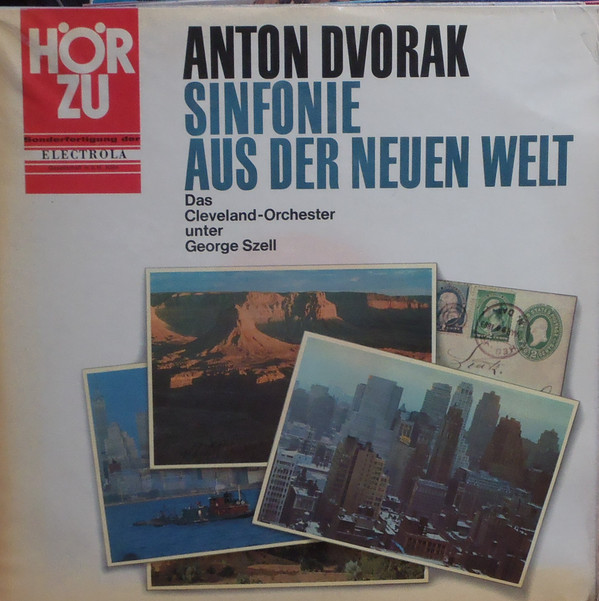 HÖR
ZU
Sonderfertigung der
ELECTROLA
ANTON DVORAK
SINFONIE
AUS DER NEUEN WELT
Das
Cleveland-Orchester
unter
George Szell